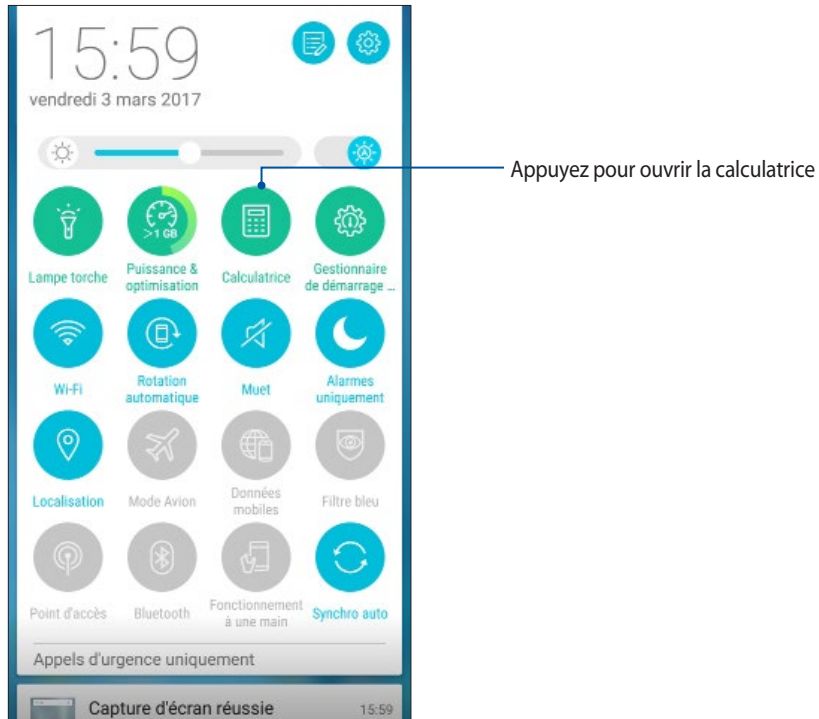 15:59
vendredi 3 mars 2017
Appuyez pour ouvrir la calculatrice
>1 GB
Lampe torche
Puissance &
optimisation
Calculatrice
Gestionnaire
de démarrage ...
Wi-Fi
Rotation
automatique
Muet
Alarmes
uniquement
Localisation
Mode Avion
Données
mobiles
Filtre bleu
Point d'accès
Bluetooth
Fonctionnement
à une main
Synchro auto
Appels d'urgence uniquement
Capture d'écran réussie
15:59